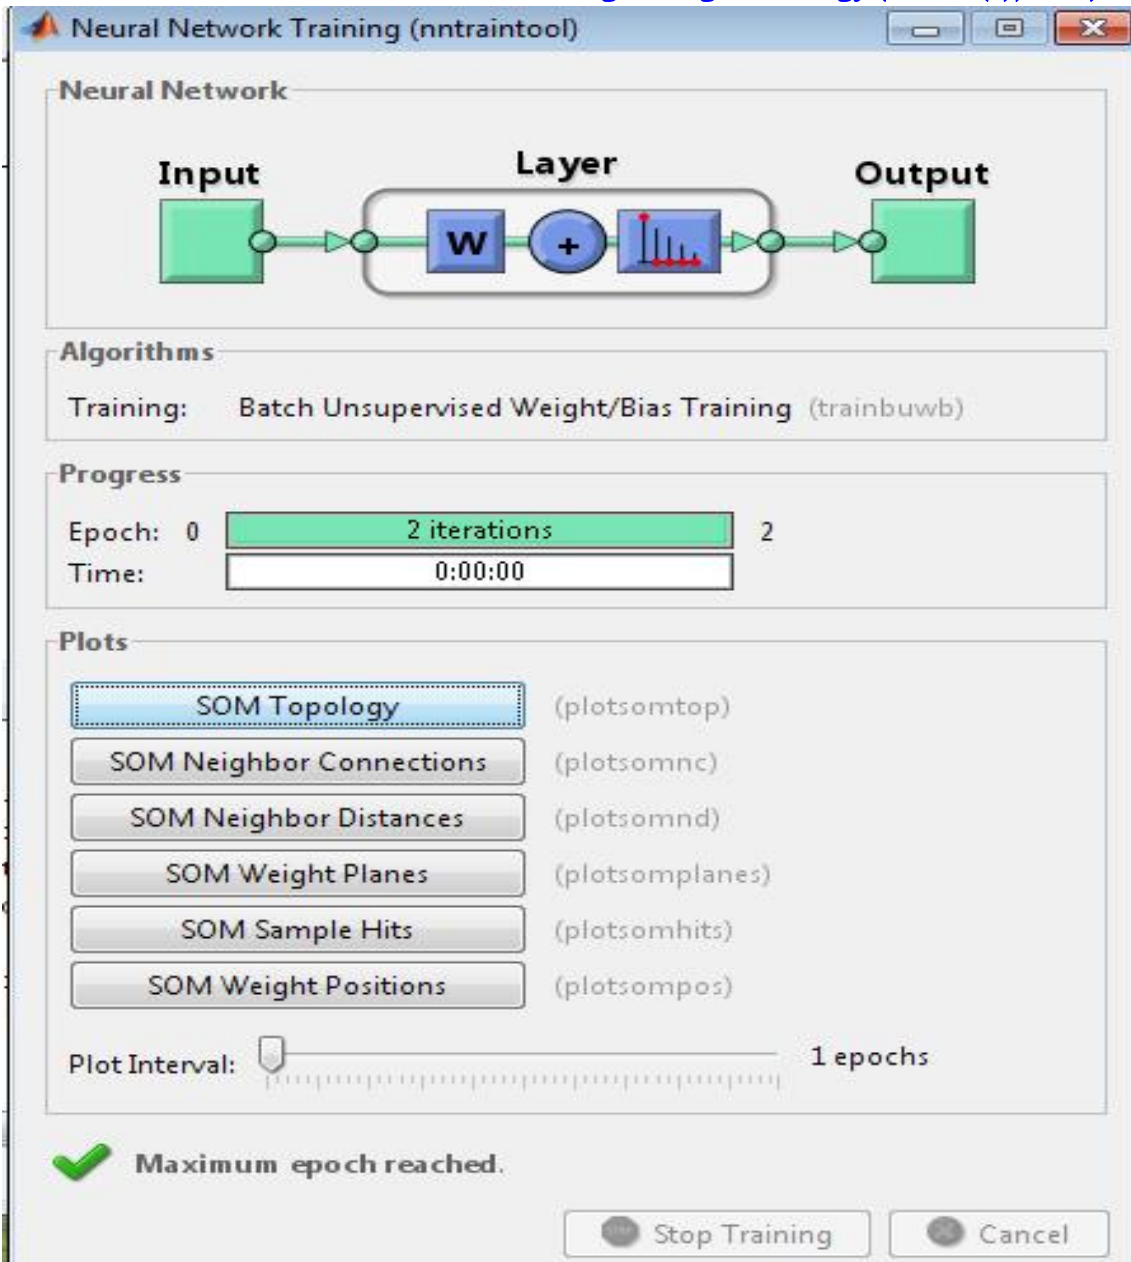 Neural Network Training (nntraintool)
Neural Network
Input Layer Output
W +
Algorithms
Training: Batch Unsupervised Weight/Bias Training (trainbuwb)
Progress
Epoch: 0 2 iterations 2
Time: 0:00:00
Plots
SOM Topology (plotsomtop)
SOM Neighbor Connections (plotsomnc)
SOM Neighbor Distances (plotsomnd)
SOM Weight Planes (plotsomplanes)
SOM Sample Hits (plotsomhits)
SOM Weight Positions (plotsompos)
Plot Interval: 1 epochs
Maximum epoch reached.
Stop Training Cancel